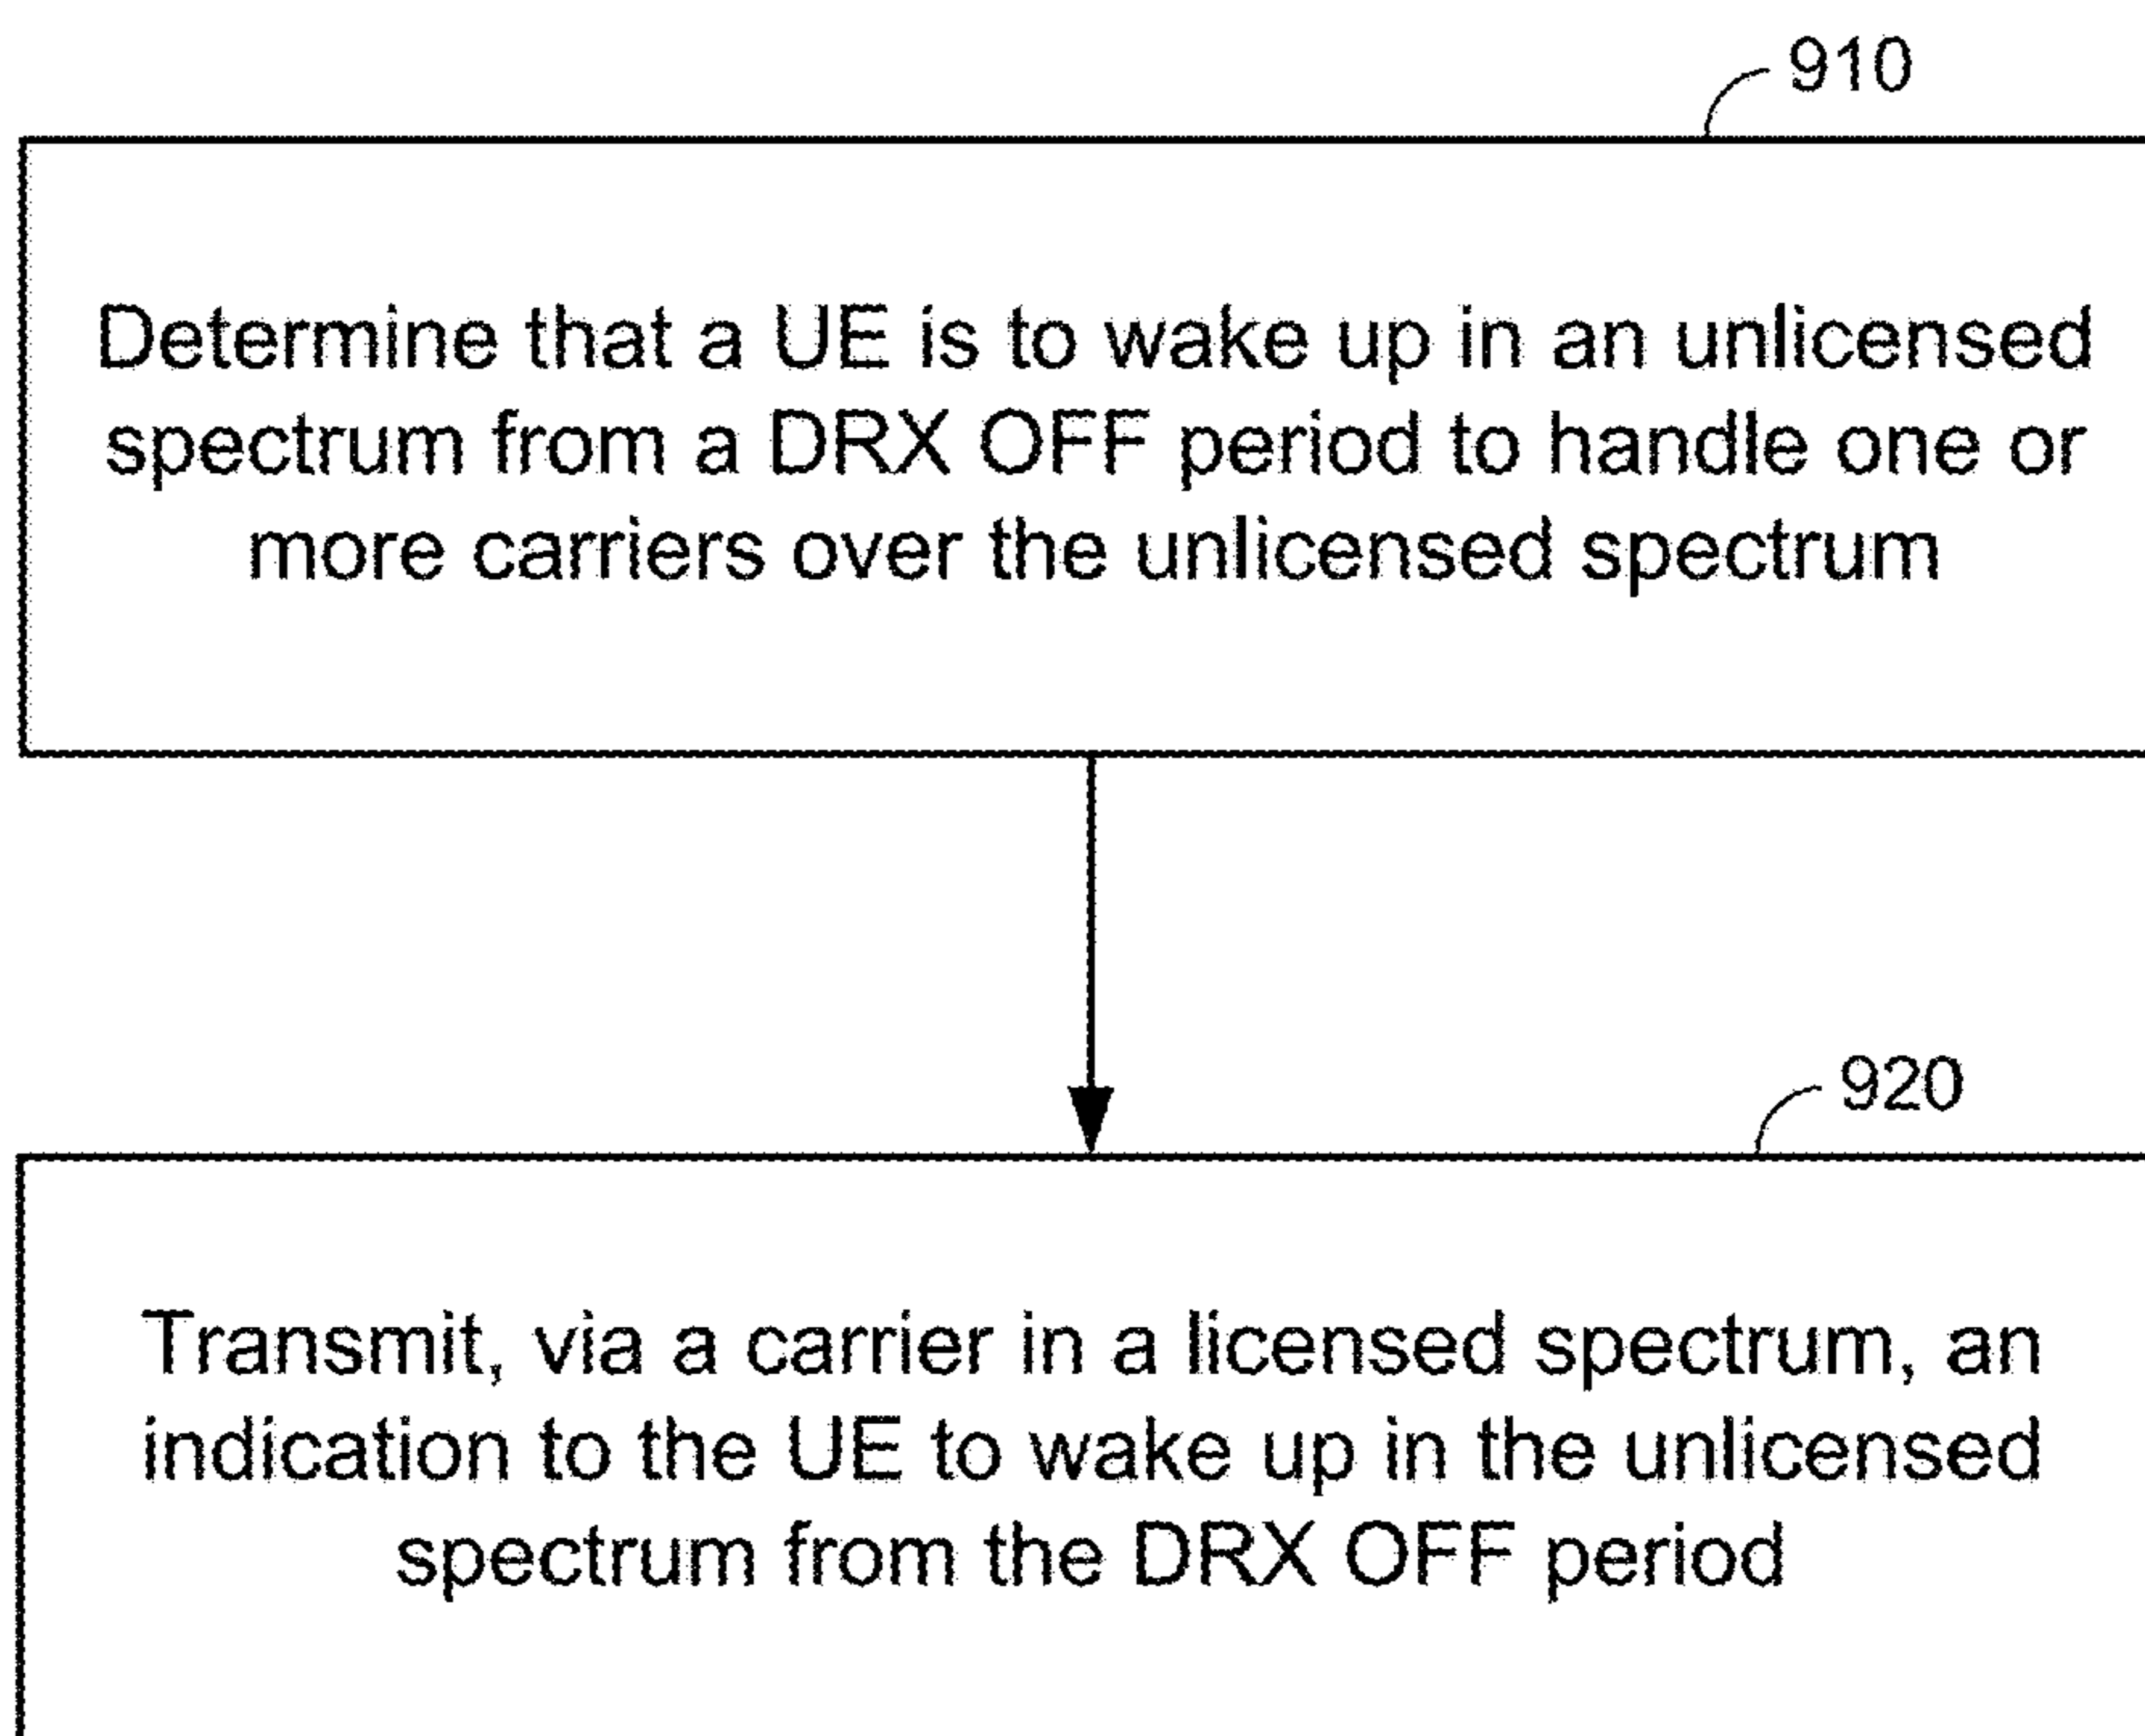 910
Determine that a UE is to wake up in an unlicensed
spectrum from a DRX OFF period to handle one or
more carriers over the unlicensed spectrum
920
Transmit, via a carrier in a licensed spectrum, an
indication to the UE to wake up in the unlicensed
spectrum from the DRX OFF period